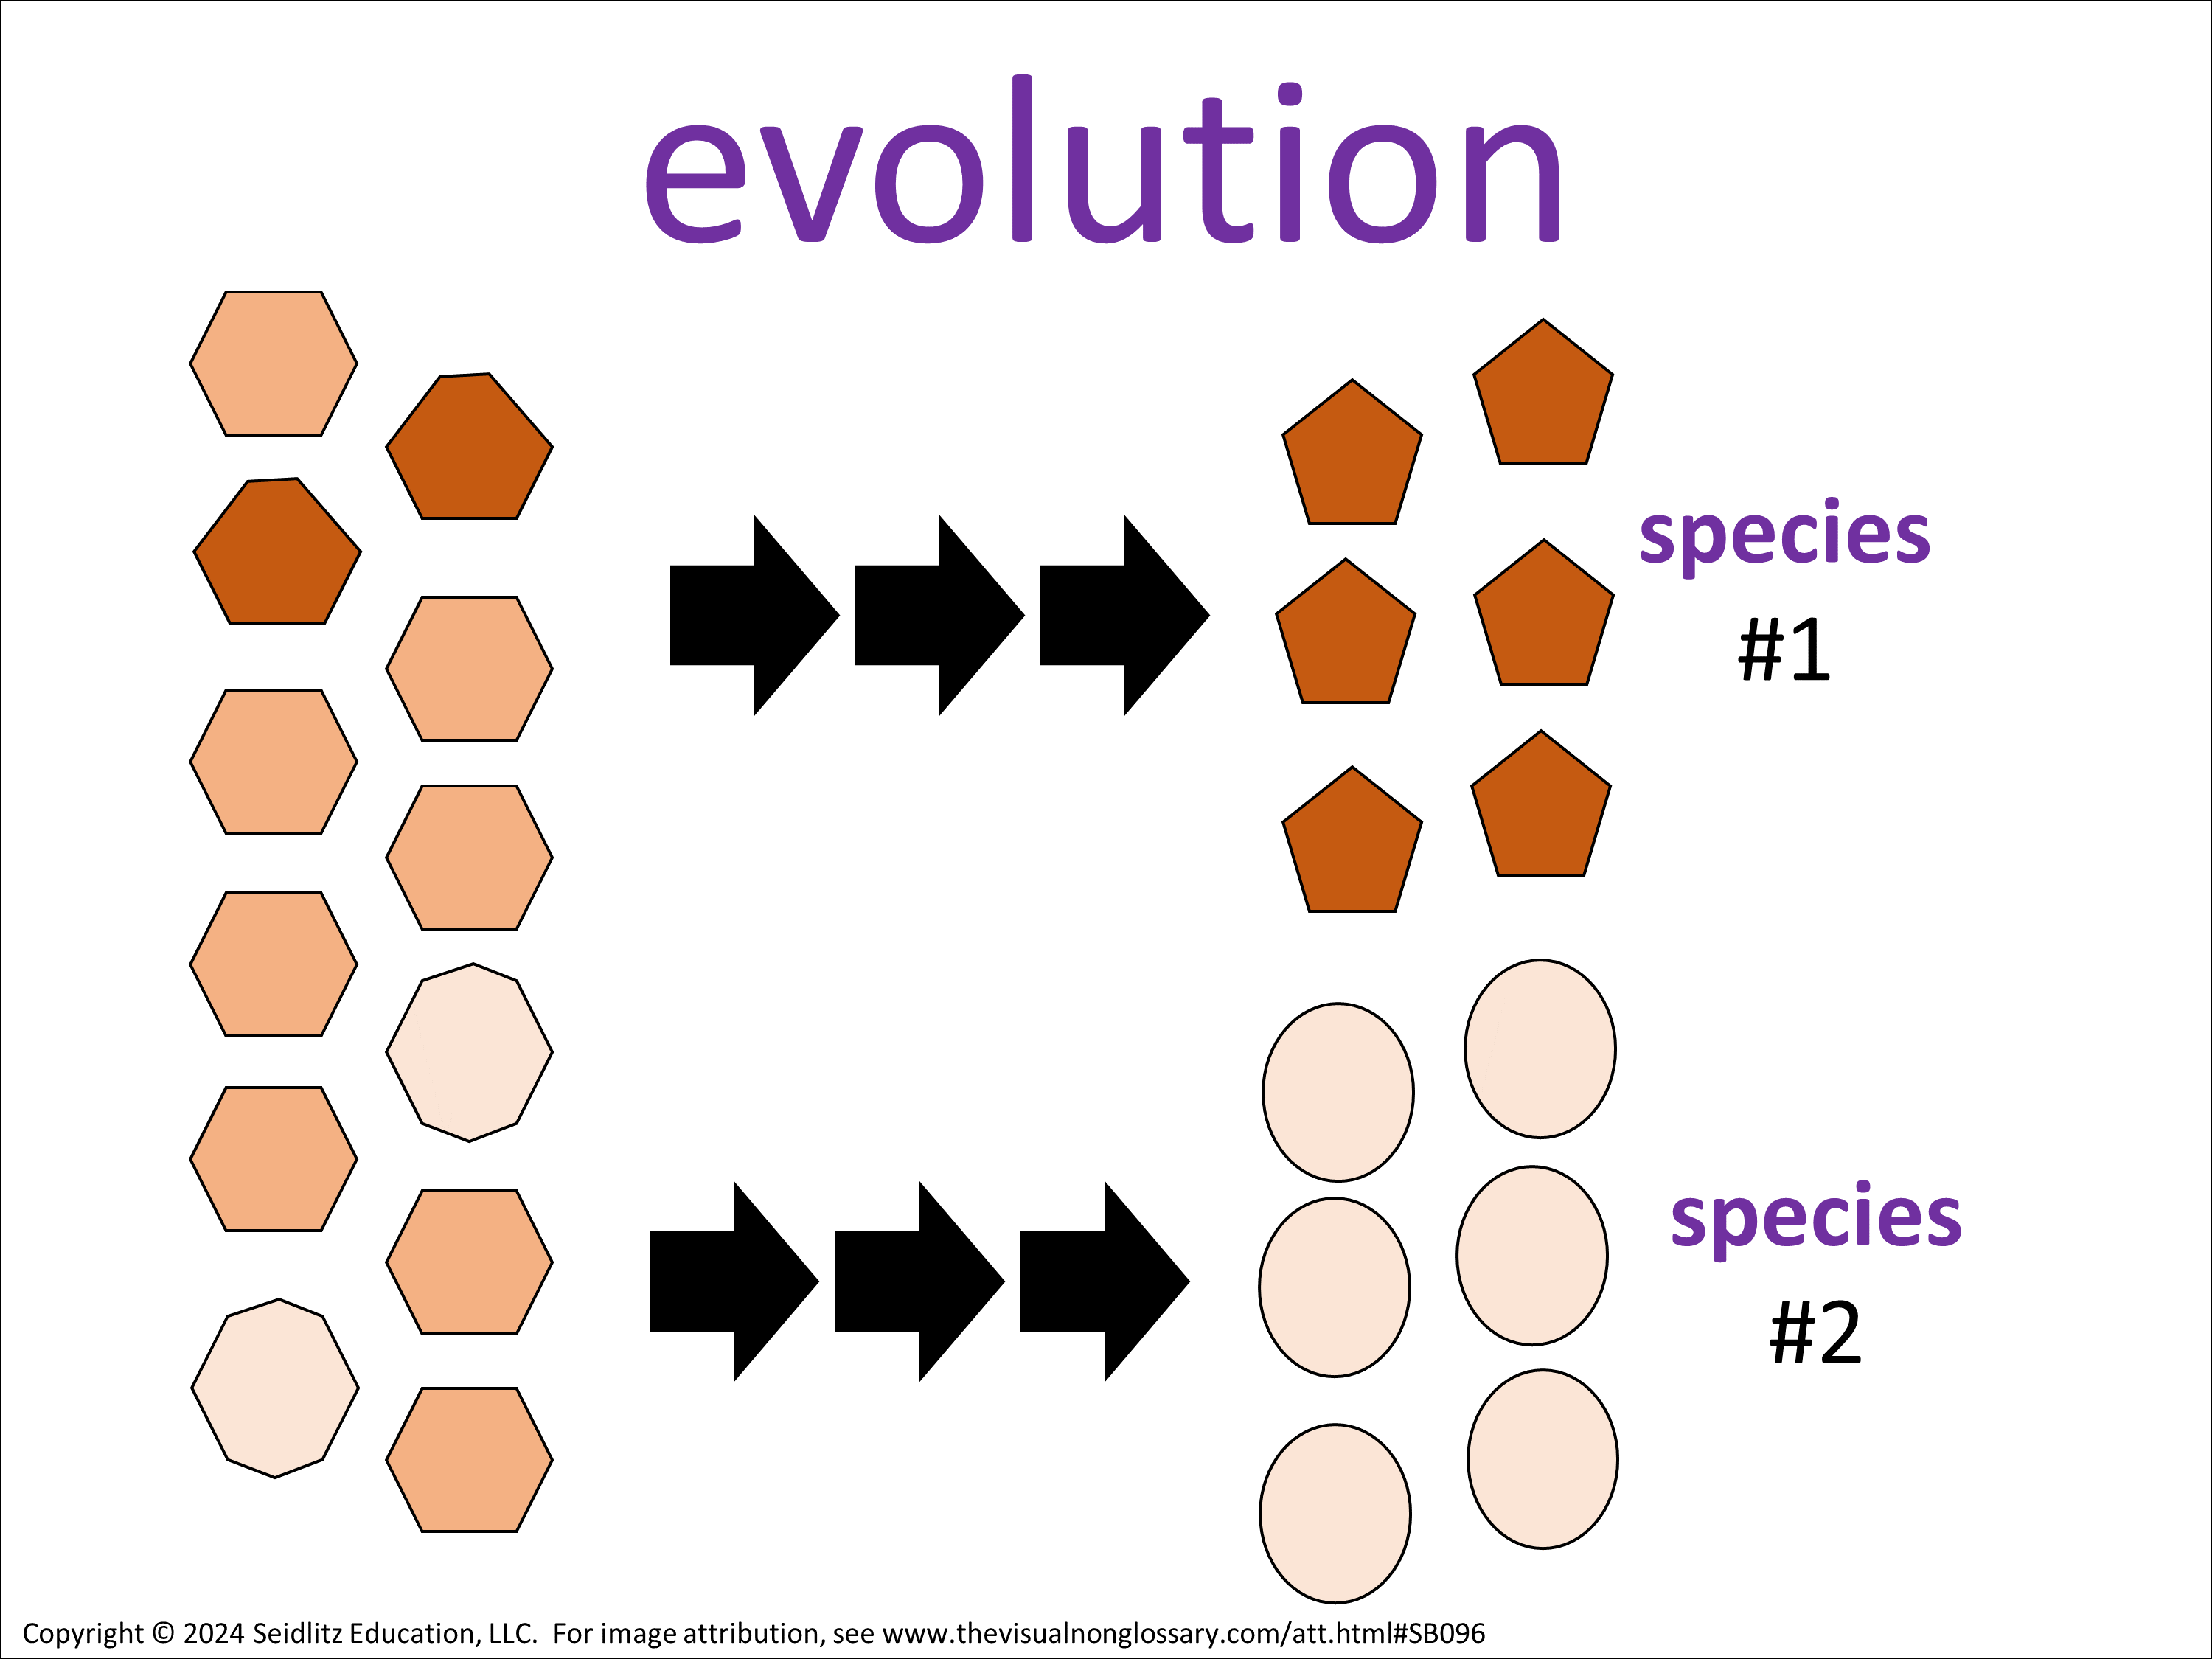 evolution
species
#1
species
#2
Copyright © 2024 Seidlitz Education, LLC.  For image attribution, see www.thevisualnonglossary.com/att.html#SB096